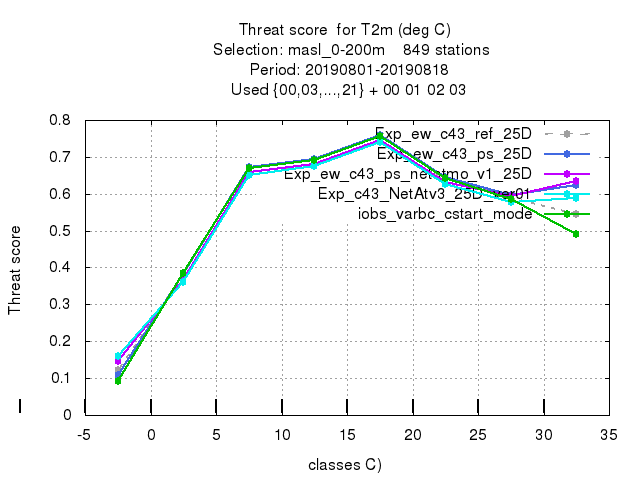 Threat score for T2m (deg C)
Selection: masl_0-200m 849 stations
Period: 20190801-20190818
Used {00,03,...,21} + 00 01 02 03
Threat score
0.8
0.7
0.6
0.5
0.4
0.3
0.2
0.1
0
Exp_ew_c43_ref_25D
Exp_ew_c43_ps_25D
Exp_ew_c43_ps_netatmo_v1_25D
Exp_c43_NetAtv3_25D_ver01
iobs_varbc_cstart_mode
-5 0 5 10 15 20 25 30 35
classes C)